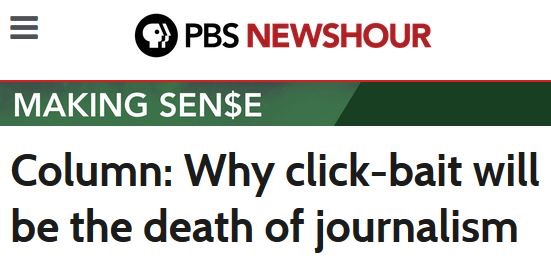 PBS NEWSHOUR
MAKING SEN$E
Column: Why click-bait will
be the death of journalism